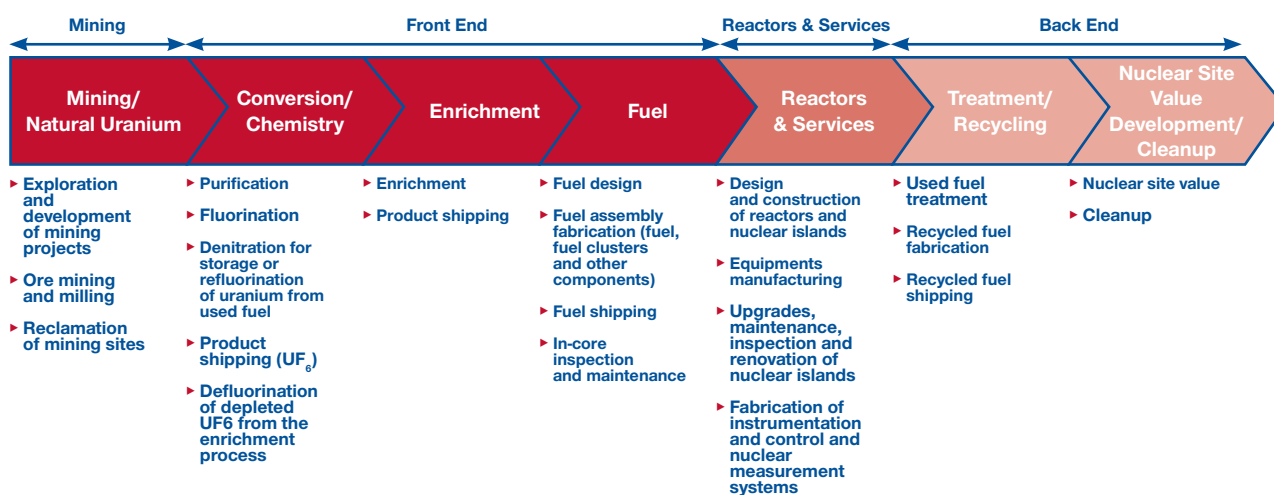 Mining
Front End
Reactors & Services
Back End
Mining/
Natural Uranium
Conversion/
Chemistry
Enrichment
Fuel
Reactors
& Services
Treatment/
Recycling
Nuclear Site
Value
Development/
Cleanup
► Exploration
and
development
of mining
projects
► Ore mining
and milling
► Reclamation
of mining sites
► Purification
► Fluorination
► Denitration for
storage or
refluorination
of uranium from
used fuel
► Product
shipping (UF₆)
► Defluorination
of depleted
UF6 from the
enrichment
process
► Enrichment
► Product shipping
► Fuel design
► Fuel assembly
fabrication (fuel,
fuel clusters
and other
components)
► Fuel shipping
► In-core
inspection
and maintenance
► Design
and construction
of reactors and
nuclear islands
► Equipments
manufacturing
► Upgrades,
maintenance,
inspection and
renovation of
nuclear islands
► Fabrication of
instrumentation
and control and
nuclear
measurement
systems
► Used fuel
treatment
► Recycled fuel
fabrication
► Recycled fuel
shipping
► Nuclear site value
► Cleanup